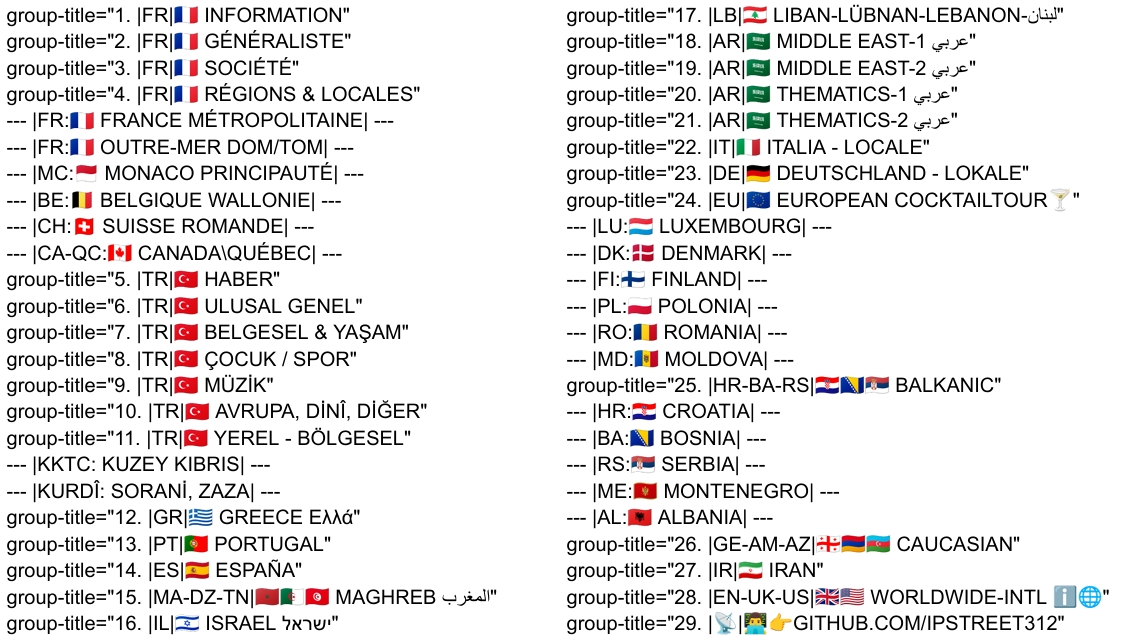 group-title="1. |FR|🇫🇷 INFORMATION"
group-title="2. |FR|🇫🇷 GÉNÉRALISTE"
group-title="3. |FR|🇫🇷 SOCIÉTÉ"
group-title="4. |FR|🇫🇷 RÉGIONS & LOCALES"
--- |FR:🇫🇷 FRANCE MÉTROPOLITAINE| ---
--- |FR:🇫🇷 OUTRE-MER DOM/TOM| ---
--- |MC:🇲🇨 MONACO PRINCIPAUTÉ| ---
--- |BE:🇧🇪 BELGIQUE WALLONIE| ---
--- |CH:🇨🇭 SUISSE ROMANDE| ---
--- |CA-QC:🇨🇦 CANADA\QUÉBEC| ---
group-title="5. |TR|🇹🇷 HABER"
group-title="6. |TR|🇹🇷 ULUSAL GENEL"
group-title="7. |TR|🇹🇷 BELGESEL & YAŞAM"
group-title="8. |TR|🇹🇷 ÇOCUK / SPOR"
group-title="9. |TR|🇹🇷 MÜZİK"
group-title="10. |TR|🇹🇷 AVRUPA, DİNÎ, DİĞER"
group-title="11. |TR|🇹🇷 YEREL - BÖLGESEL"
--- |KKTC: KUZEY KIBRIS| ---
--- |KURDÎ: SORANİ, ZAZA| ---
group-title="12. |GR|🇬🇷 GREECE Ελλά"
group-title="13. |PT|🇵🇹 PORTUGAL"
group-title="14. |ES|🇪🇸 ESPAÑA"
group-title="15. |MA-DZ-TN|🇲🇦🇩🇿🇹🇳 MAGHREB المغرب"
group-title="16. |IL|🇮🇱 ISRAEL ישראל"
group-title="17. |LB|🇱🇧 LIBAN-LÜBNAN-LEBANON-لبنان"
group-title="18. |AR|🇸🇦 MIDDLE EAST-1 عربي"
group-title="19. |AR|🇸🇦 MIDDLE EAST-2 عربي"
group-title="20. |AR|🇸🇦 THEMATICS-1 عربي"
group-title="21. |AR|🇸🇦 THEMATICS-2 عربي"
group-title="22. |IT|🇮🇹 ITALIA - LOCALE"
group-title="23. |DE|🇩🇪 DEUTSCHLAND - LOKALE"
group-title="24. |EU|🇪🇺 EUROPEAN COCKTAILTOUR🍸"
--- |LU:🇱🇺 LUXEMBOURG| ---
--- |DK:🇩🇰 DENMARK| ---
--- |FI:🇫🇮 FINLAND| ---
--- |PL:🇵🇱 POLONIA| ---
--- |RO:🇷🇴 ROMANIA| ---
--- |MD:🇲🇩 MOLDOVA| ---
group-title="25. |HR-BA-RS|🇭🇷🇧🇦🇷🇸 BALKANIC"
--- |HR:🇭🇷 CROATIA| ---
--- |BA:🇧🇦 BOSNIA| ---
--- |RS:🇷🇸 SERBIA| ---
--- |ME:🇲🇪 MONTENEGRO| ---
--- |AL:🇦🇱 ALBANIA| ---
group-title="26. |GE-AM-AZ|🇬🇪🇦🇲🇦🇿 CAUCASIAN"
group-title="27. |IR|🇮🇷 IRAN"
group-title="28. |EN-UK-US|🇬🇧🇺🇸 WORLDWIDE-INTL ℹ️🌐"
group-title="29. |📡|👨‍💻👉GITHUB.COM/IPSTREET312"